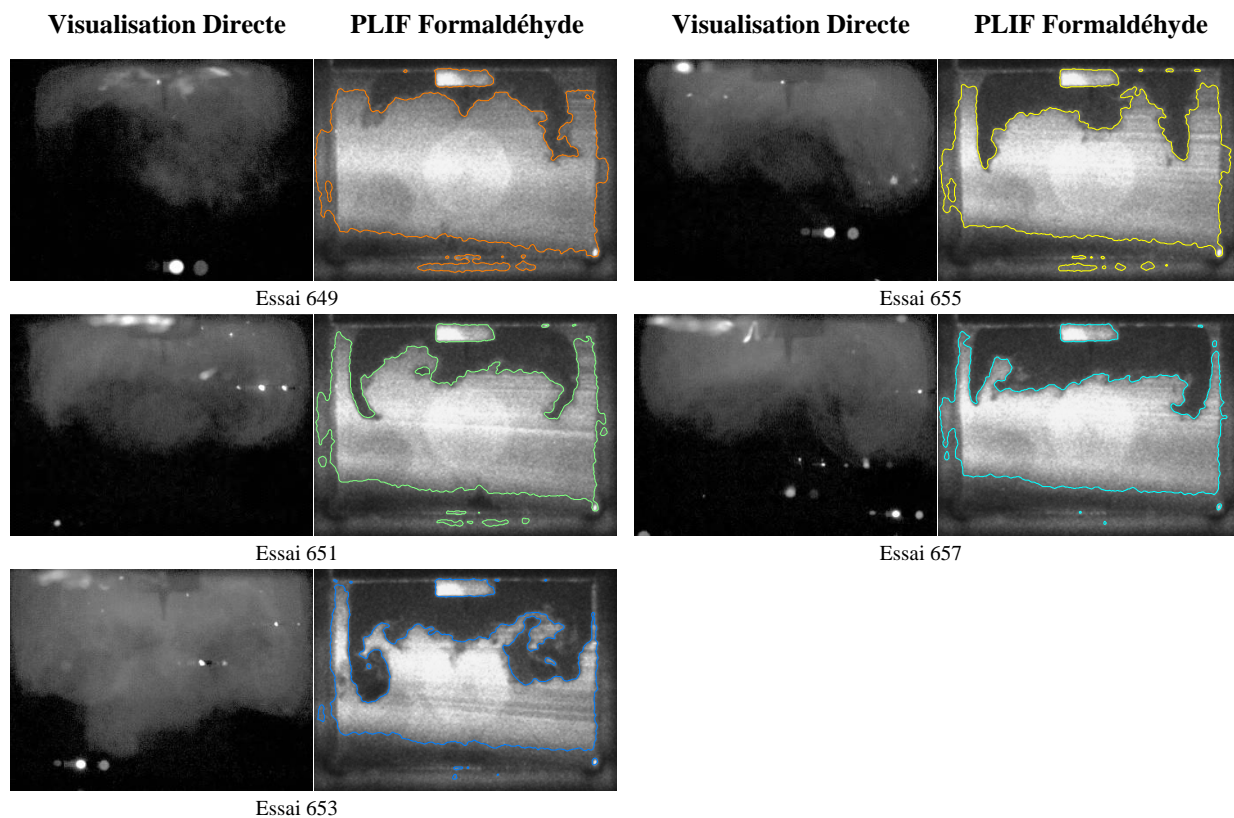 Visualisation Directe PLIF Formaldéhyde Visualisation Directe PLIF Formaldéhyde
Essai 649 Essai 655
Essai 651 Essai 657
Essai 653